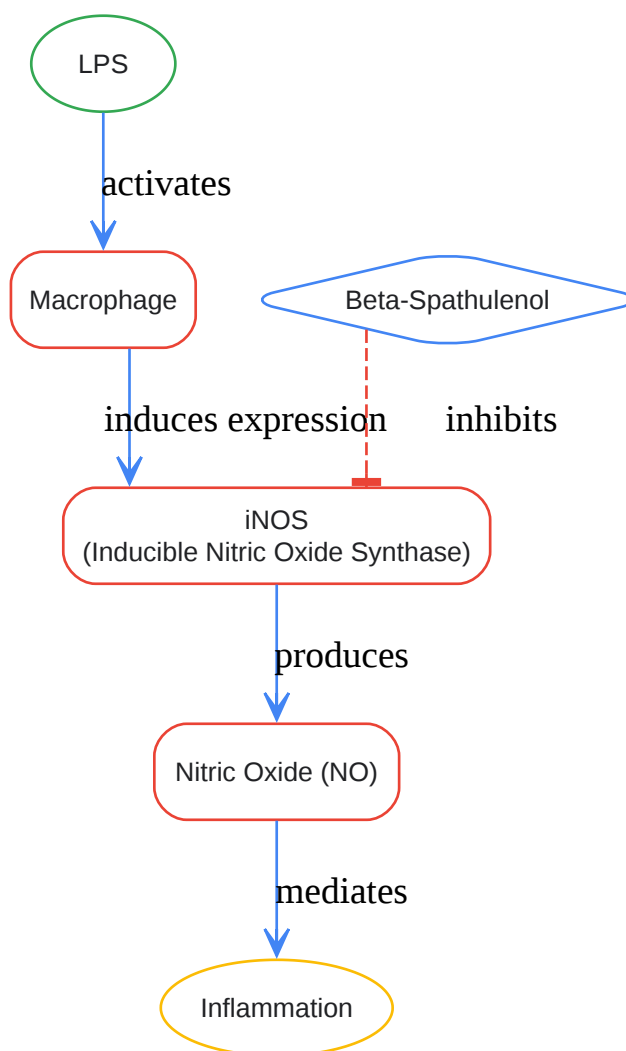 LPS
activates
Macrophage
Beta-Spathulenol
induces expression
inhibits
iNOS
(Inducible Nitric Oxide Synthase)
produces
Nitric Oxide (NO)
mediates
Inflammation